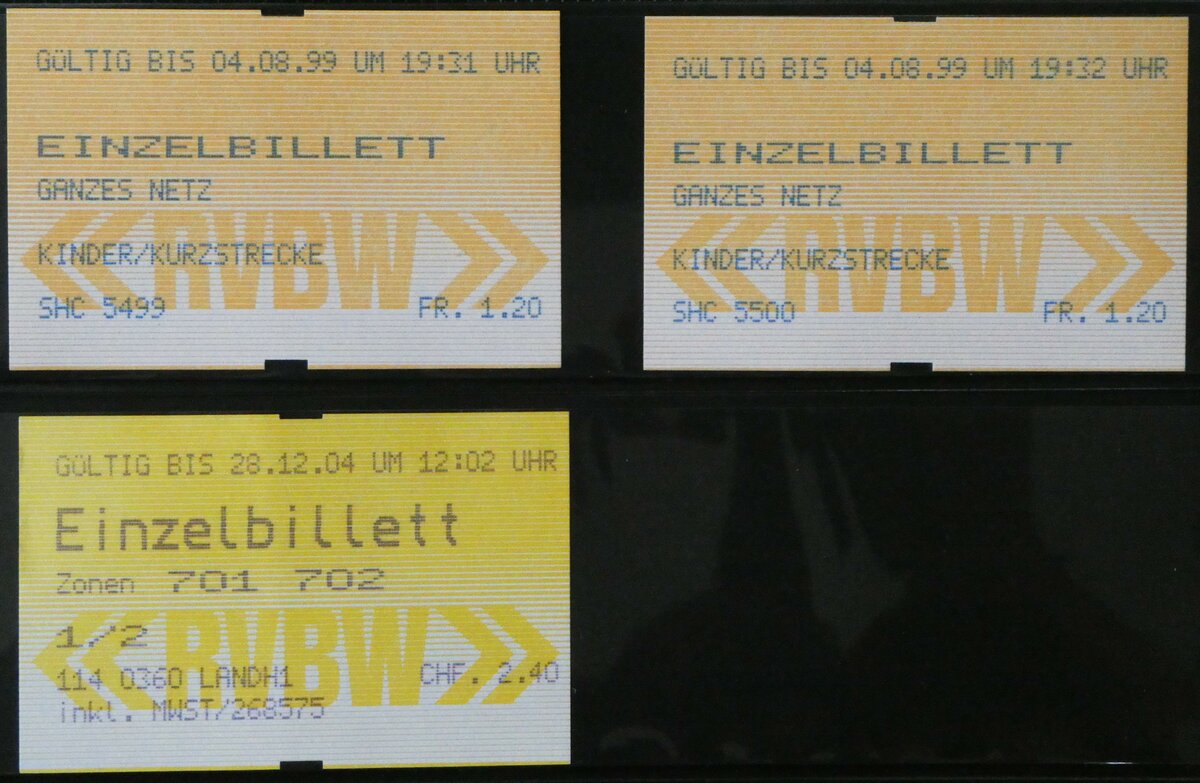 GüLTIG BIS 04.08.99 UM 19:31 UHR
EINZELBILLETT
GANZES NETZ
RVBW
KINDER/KURZSTRECKE
SHC 5499 FR. 1.20
GüLTIG BIS 04.08.99 UM 19:32 UHR
EINZELBILLETT
GANZES NETZ
RVBW
KINDER/KURZSTRECKE
SHC 5500 FR. 1.20
GüLTIG BIS 28.12.04 UM 12:02 UHR
Einzelbillett
Zonen 701 702
RVBW
1/2
114 0360 LANDH1 CHF. 2.40
inkl. MWST/268575